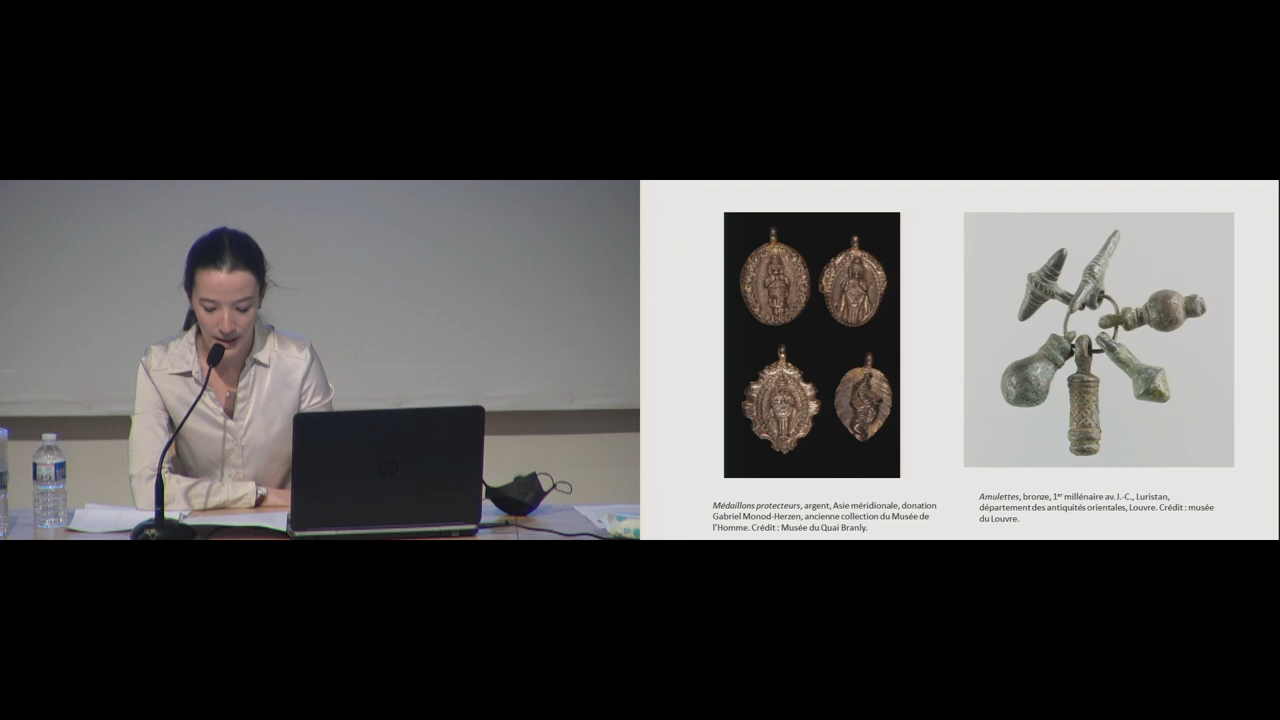 Médaillons protecteurs, argent, Asie méridionale, donation
Gabriel Monod-Herzen, ancienne collection du Musée de
l'Homme. Crédit : Musée du Quai Branly.
Amulettes, bronze, 1er millénaire av. J.-C., Luristan,
département des antiquités orientales, Louvre. Crédit : musée
du Louvre.